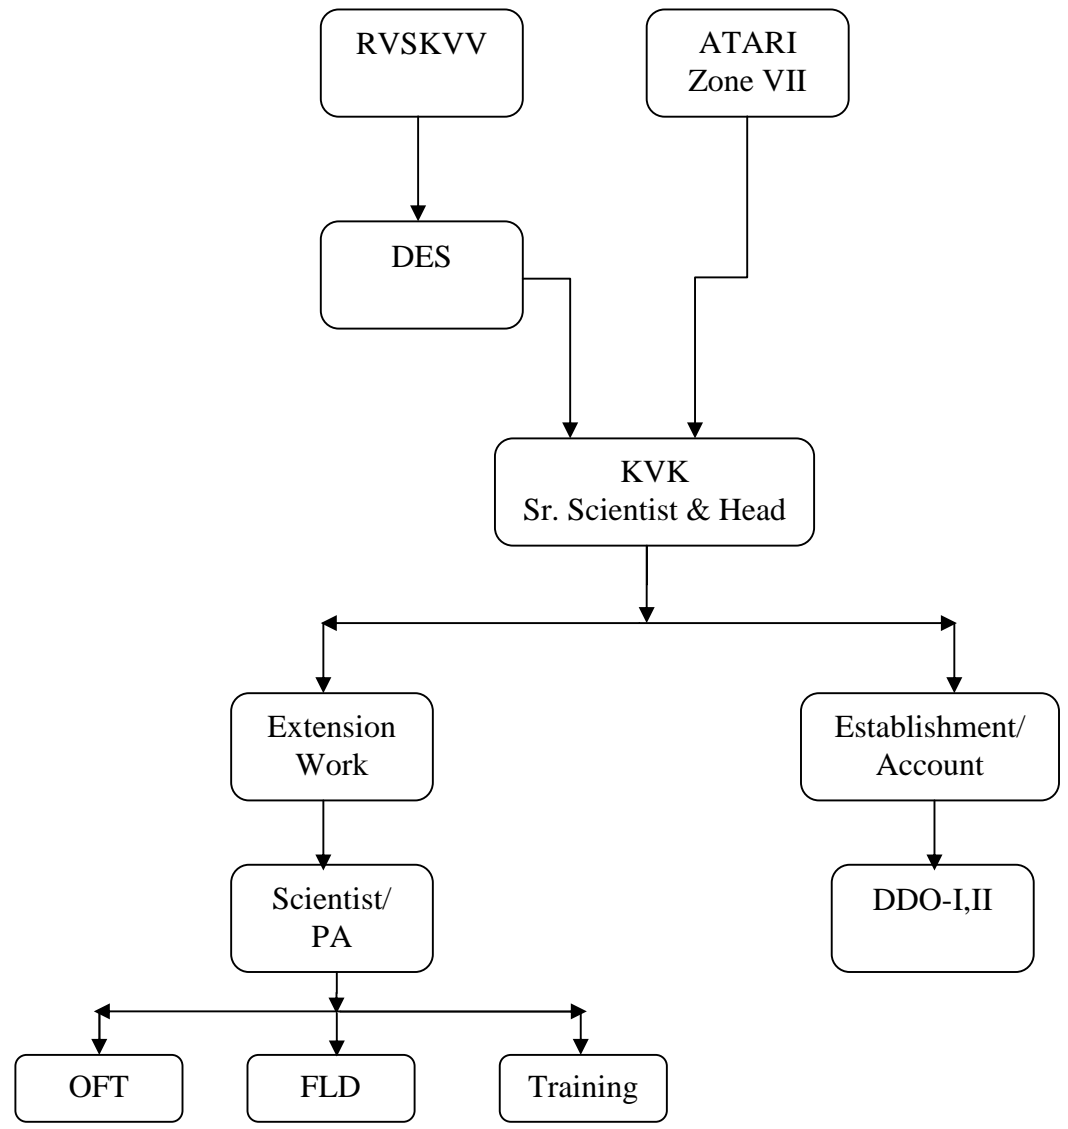 RVSKVV
ATARI
Zone VII
DES
KVK
Sr. Scientist & Head
Extension
Work
Establishment/
Account
Scientist/
PA
DDO-I,II
OFT
FLD
Training